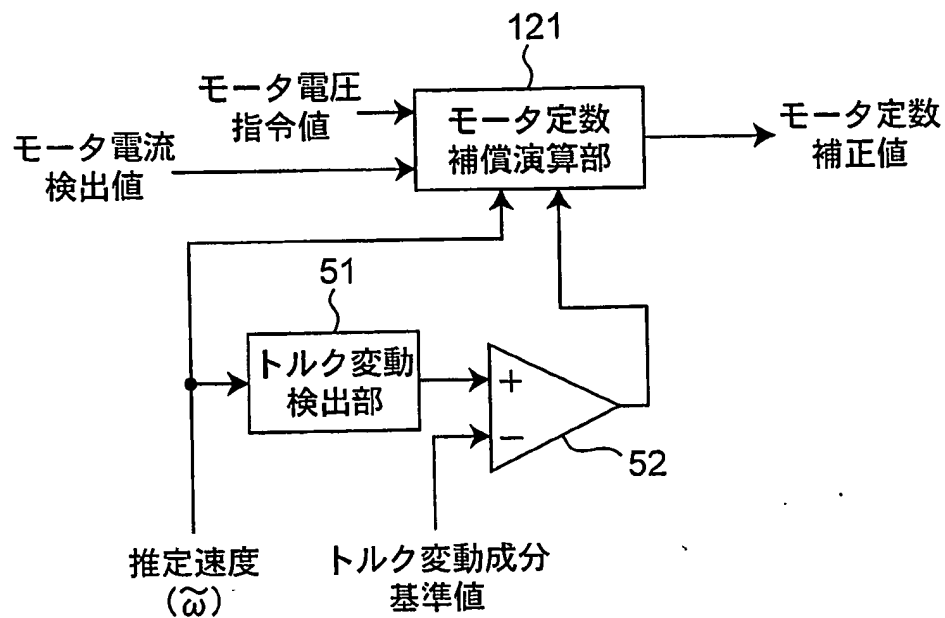 121
モータ電圧
指令値
モータ電流
検出値
モータ定数
補償演算部
モータ定数
補正値
51
トルク変動
検出部
+
−
52
推定速度
(ω̃)
トルク変動成分
基準値